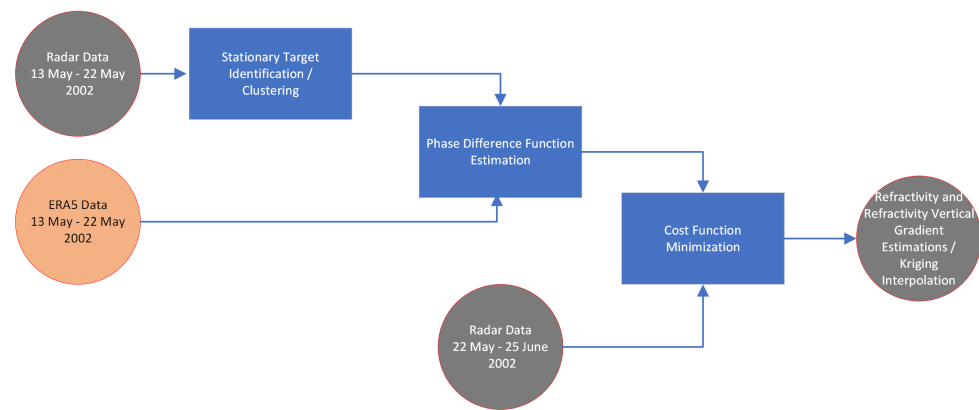 Radar Data
13 May - 22 May
2002
Stationary Target
Identification /
Clustering
Phase Difference Function
Estimation
ERA5 Data
13 May - 22 May
2002
Cost Function
Minimization
Refractivity and
Refractivity Vertical
Gradient
Estimations /
Kriging
Interpolation
Radar Data
22 May - 25 June
2002